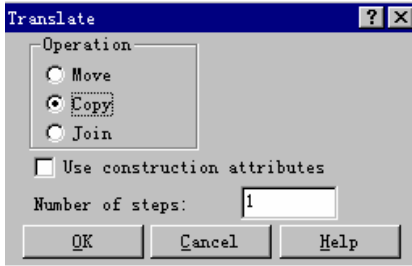 Translate
Operation
Move
Copy
Join
Use construction attributes
Number of steps: 1
OK Cancel Help